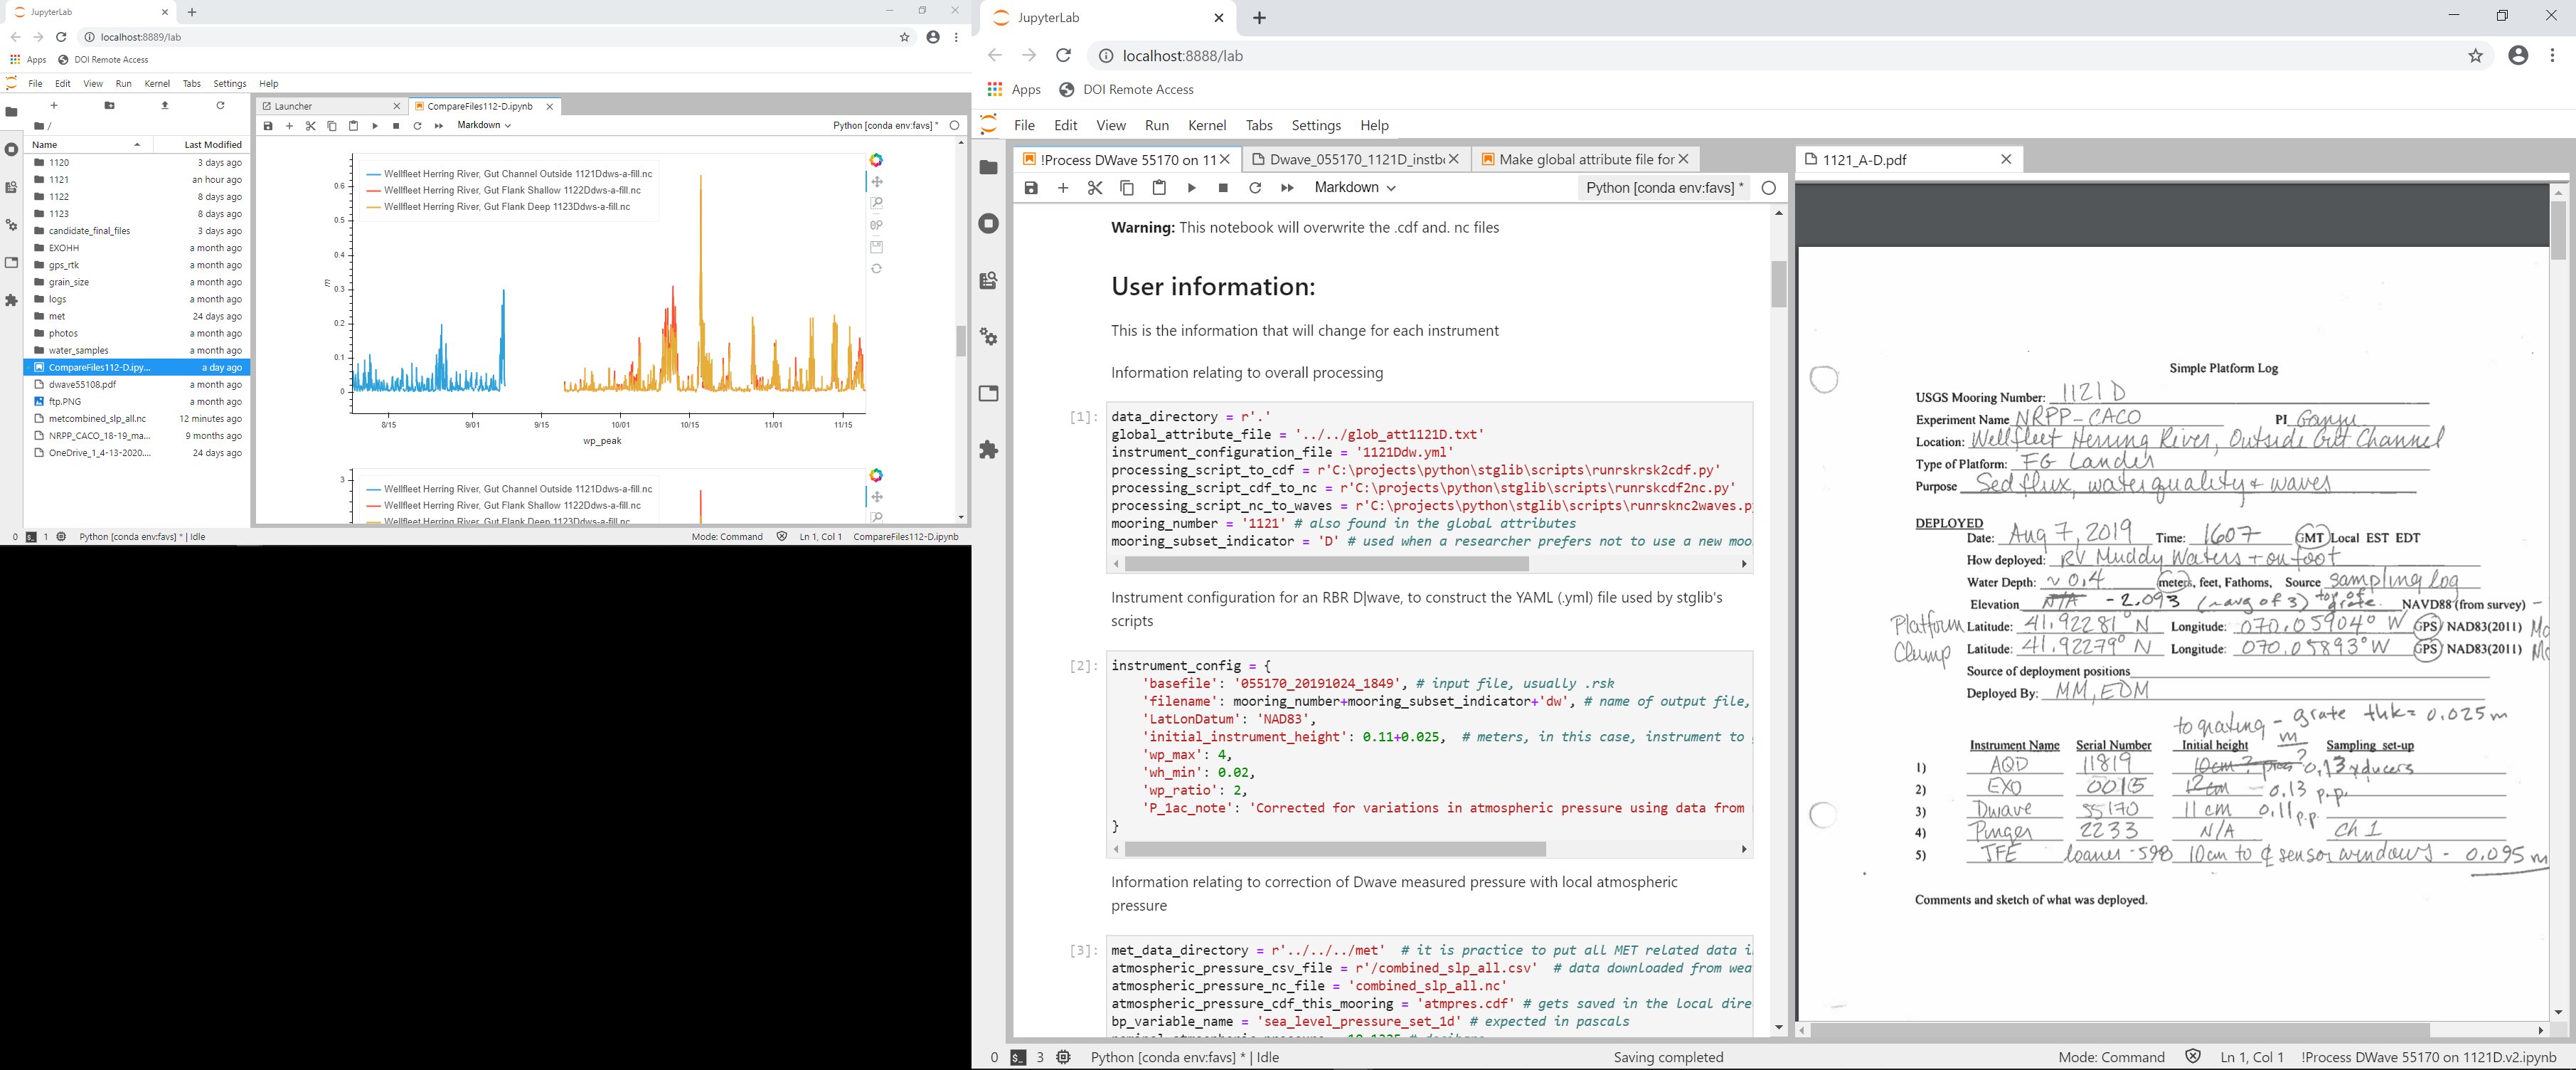 JupyterLab
localhost:8889/lab
Apps DOI Remote Access
File Edit View Run Kernel Tabs Settings Help
Launcher CompareFiles112-D.ipynb
/
Markdown Python [conda env:favs] *
Name Last Modified
1120 3 days ago
1121 an hour ago
1122 8 days ago
1123 8 days ago
candidate_final_files 3 days ago
EXOHH a month ago
gps_rtk a month ago
grain_size a month ago
logs a month ago
met 24 days ago
photos a month ago
water_samples a month ago
CompareFiles112-D.ipy... a day ago
dwave55108.pdf a month ago
ftp.PNG a month ago
metcombined_slp_all.nc 12 minutes ago
NRPP_CACO_18-19_ma... 9 months ago
OneDrive_1_4-13-2020.... 24 days ago
Wellfleet Herring River, Gut Channel Outside 1121Ddws-a-fill.nc
Wellfleet Herring River, Gut Flank Shallow 1122Ddws-a-fill.nc
Wellfleet Herring River, Gut Flank Deep 1123Ddws-a-fill.nc
0.6
0.5
0.4
0.3
0.2
0.1
0
m
8/15 9/01 9/15 10/01 10/15 11/01 11/15
wp_peak
3
Wellfleet Herring River, Gut Channel Outside 1121Ddws-a-fill.nc
Wellfleet Herring River, Gut Flank Shallow 1122Ddws-a-fill.nc
Wellfleet Herring River, Gut Flank Deep 1123Ddws-a-fill.nc
0 1 Python [conda env:favs] * | Idle Mode: Command Ln 1, Col 1 CompareFiles112-D.ipynb
JupyterLab
localhost:8888/lab
Apps DOI Remote Access
File Edit View Run Kernel Tabs Settings Help
!Process DWave 55170 on 11 Dwave_055170_1121D_instb Make global attribute file for
Markdown Python [conda env:favs] *
Warning: This notebook will overwrite the .cdf and. nc files
User information:
This is the information that will change for each instrument
Information relating to overall processing
[1]: data_directory = r'.'
global_attribute_file = '../../glob_att1121D.txt'
instrument_configuration_file = '1121Ddw.yml'
processing_script_to_cdf = r'C:\projects\python\stglib\scripts\runrskrsk2cdf.py'
processing_script_cdf_to_nc = r'C:\projects\python\stglib\scripts\runrskcdf2nc.py'
processing_script_nc_to_waves = r'C:\projects\python\stglib\scripts\runrsknc2waves.p
mooring_number = '1121' # also found in the global attributes
mooring_subset_indicator = 'D' # used when a researcher prefers not to use a new moo
Instrument configuration for an RBR D|wave, to construct the YAML (.yml) file used by stglib's
scripts
[2]: instrument_config = {
'basefile': '055170_20191024_1849', # input file, usually .rsk
'filename': mooring_number+mooring_subset_indicator+'dw', # name of output file,
'LatLonDatum': 'NAD83',
'initial_instrument_height': 0.11+0.025, # meters, in this case, instrument to
'wp_max': 4,
'wh_min': 0.02,
'wp_ratio': 2,
'P_1ac_note': 'Corrected for variations in atmospheric pressure using data from
}
Information relating to correction of Dwave measured pressure with local atmospheric
pressure
[3]: met_data_directory = r'../../../met' # it is practice to put all MET related data i
atmospheric_pressure_csv_file = r'/combined_slp_all.csv' # data downloaded from wea
atmospheric_pressure_nc_file = 'combined_slp_all.nc'
atmospheric_pressure_cdf_this_mooring = 'atmpres.cdf' # gets saved in the local dire
bp_variable_name = 'sea_level_pressure_set_1d' # expected in pascals
0 3 Python [conda env:favs] * | Idle Saving completed Mode: Command Ln 1, Col 1 !Process DWave 55170 on 1121D.v2.ipynb
1121_A-D.pdf
Simple Platform Log
USGS Mooring Number: 1121 D
Experiment Name NRPP-CACO PI Ganju
Location: Wellfleet Herring River, Outside Gut Channel
Type of Platform: FG Lander
Purpose Sed flux, water quality + waves
DEPLOYED
Date: Aug 7, 2019 Time: 1607 GMT Local EST EDT
How deployed: RV Muddy Waters + on foot
Water Depth: ~0.4 meters, feet, Fathoms, Source sampling log
Elevation N/A -2.093 (~avg of 3) top of grate. NAVD88 (from survey) -
Platform Latitude: 41.92281° N Longitude: 070.05904° W GPS/ NAD83(2011)
Clump Latitude: 41.92279° N Longitude: 070.05893° W GPS/ NAD83(2011)
Source of deployment positions
Deployed By: MM, EDM
to grating - grate thk = 0.025 m
m
Instrument Name Serial Number Initial height Sampling set-up
1) AQD 11819 10cm? 0.13 xducers
2) EXO 0015 12cm - 0.13 p.p.
3) Dwave 55170 11 cm 0.11 p.p.
4) Pinger 2233 N/A Ch 1
5) JFE loaner -598 10cm to ₵ sensor windows - 0.095 m
Comments and sketch of what was deployed.